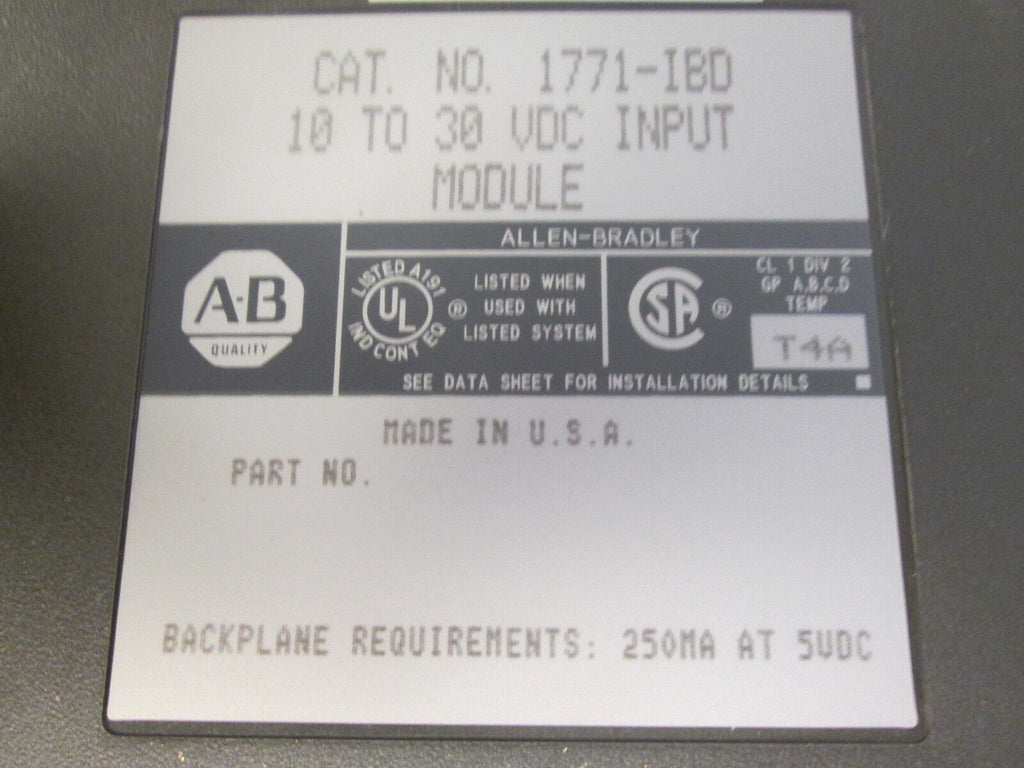 CAT. NO. 1771-IBD
10 TO 30 VDC INPUT
MODULE
ALLEN-BRADLEY
A-B
QUALITY
LISTED A191
UL
IND CONT EQ
®
LISTED WHEN
USED WITH
LISTED SYSTEM
SA
®
CL 1 DIV 2
GP A,B,C,D
TEMP
T4A
SEE DATA SHEET FOR INSTALLATION DETAILS
MADE IN U.S.A.
PART NO.
BACKPLANE REQUIREMENTS: 250MA AT 5VDC